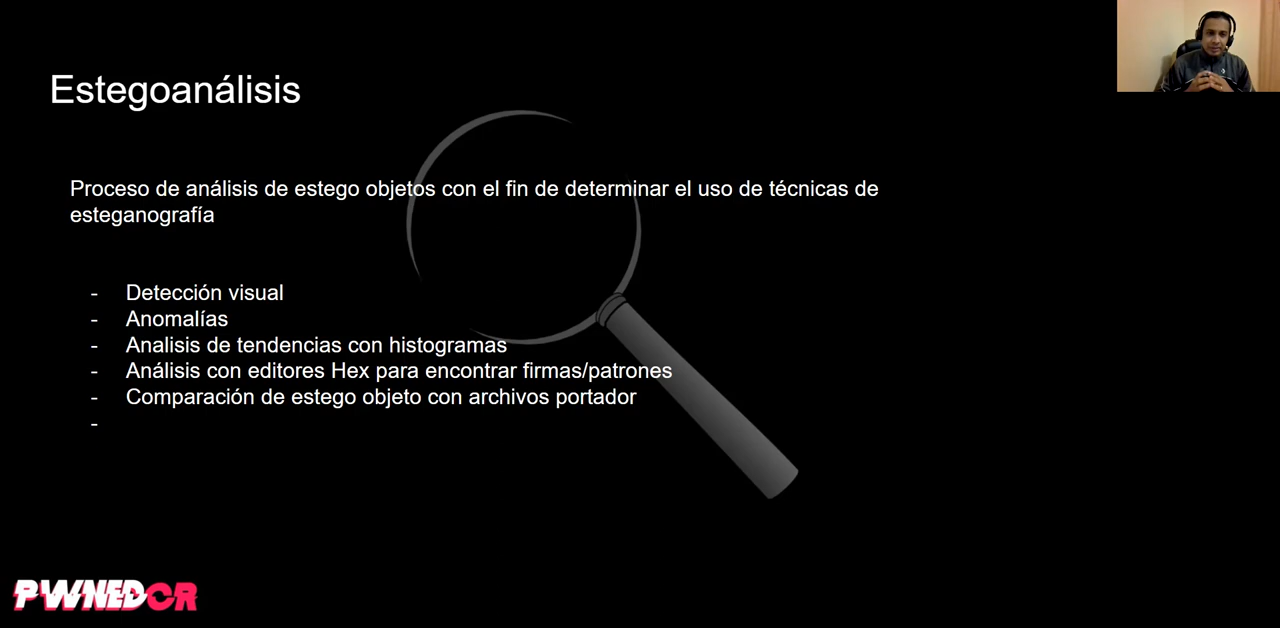 Estegoanálisis
Proceso de análisis de estego objetos con el fin de determinar el uso de técnicas de
esteganografía
- Detección visual
- Anomalías
- Analisis de tendencias con histogramas
- Análisis con editores Hex para encontrar firmas/patrones
- Comparación de estego objeto con archivos portador
-
PWNEDCR